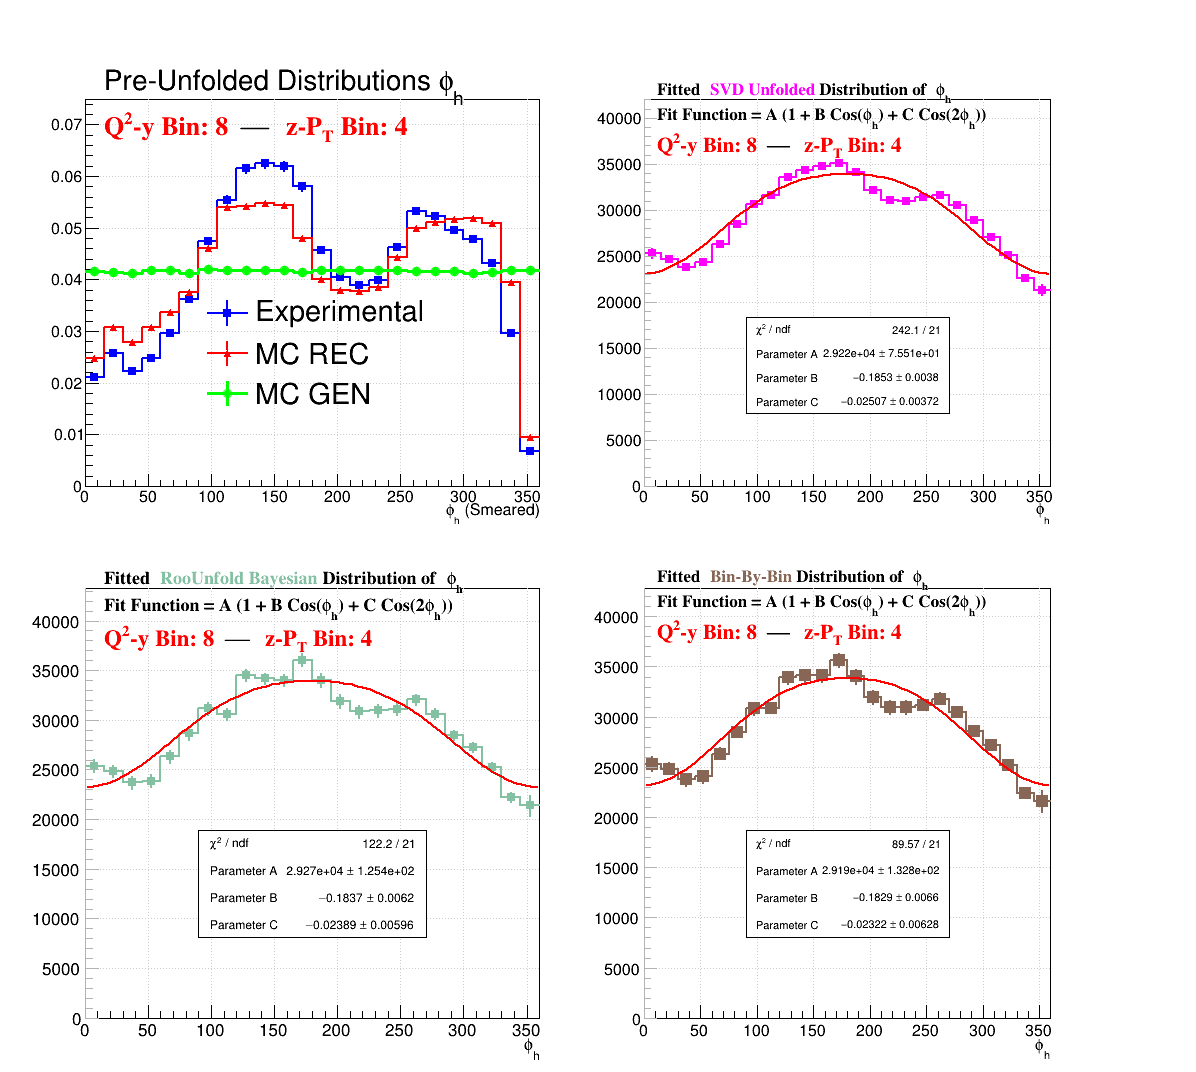 Pre-Unfolded Distributions ϕh
Q²-y Bin: 8 — z-PT Bin: 4
0.07
0.06
0.05
0.04
0.03
0.02
0.01
0
Experimental
MC REC
MC GEN
0 50 100 150 200 250 300 350
ϕh (Smeared)
Fitted SVD Unfolded Distribution of ϕh
Fit Function = A (1 + B Cos(ϕh) + C Cos(2ϕh))
Q²-y Bin: 8 — z-PT Bin: 4
40000
35000
30000
25000
20000
15000
10000
5000
0
χ² / ndf 242.1 / 21
Parameter A 2.922e+04 ± 7.551e+01
Parameter B −0.1853 ± 0.0038
Parameter C −0.02507 ± 0.00372
0 50 100 150 200 250 300 350
ϕh
Fitted RooUnfold Bayesian Distribution of ϕh
Fit Function = A (1 + B Cos(ϕh) + C Cos(2ϕh))
Q²-y Bin: 8 — z-PT Bin: 4
40000
35000
30000
25000
20000
15000
10000
5000
0
χ² / ndf 122.2 / 21
Parameter A 2.927e+04 ± 1.254e+02
Parameter B −0.1837 ± 0.0062
Parameter C −0.02389 ± 0.00596
0 50 100 150 200 250 300 350
ϕh
Fitted Bin-By-Bin Distribution of ϕh
Fit Function = A (1 + B Cos(ϕh) + C Cos(2ϕh))
Q²-y Bin: 8 — z-PT Bin: 4
40000
35000
30000
25000
20000
15000
10000
5000
0
χ² / ndf 89.57 / 21
Parameter A 2.919e+04 ± 1.328e+02
Parameter B −0.1829 ± 0.0066
Parameter C −0.02322 ± 0.00628
0 50 100 150 200 250 300 350
ϕh